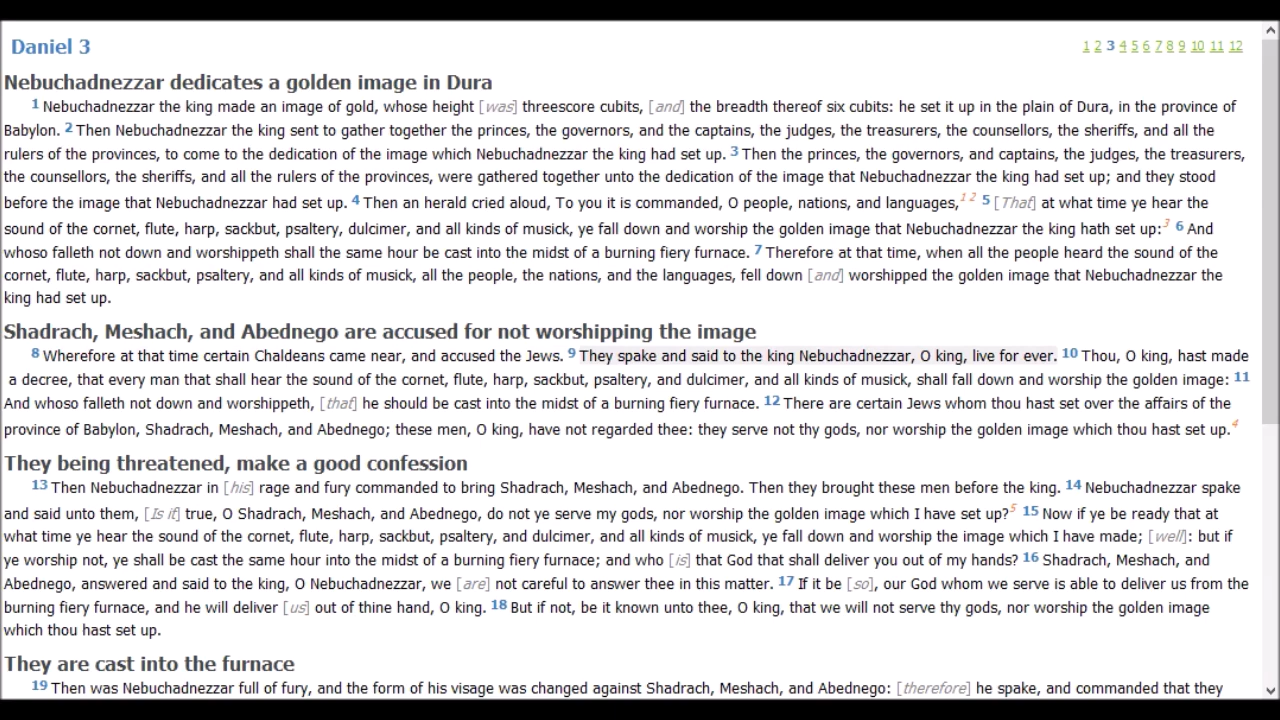 Daniel 3
1 2 3 4 5 6 7 8 9 10 11 12
Nebuchadnezzar dedicates a golden image in Dura
1 Nebuchadnezzar the king made an image of gold, whose height [was] threescore cubits, [and] the breadth thereof six cubits: he set it up in the plain of Dura, in the province of
Babylon. 2 Then Nebuchadnezzar the king sent to gather together the princes, the governors, and the captains, the judges, the treasurers, the counsellors, the sheriffs, and all the
rulers of the provinces, to come to the dedication of the image which Nebuchadnezzar the king had set up. 3 Then the princes, the governors, and captains, the judges, the treasurers,
the counsellors, the sheriffs, and all the rulers of the provinces, were gathered together unto the dedication of the image that Nebuchadnezzar the king had set up; and they stood
before the image that Nebuchadnezzar had set up. 4 Then an herald cried aloud, To you it is commanded, O people, nations, and languages,1 2 5 [That] at what time ye hear the
sound of the cornet, flute, harp, sackbut, psaltery, dulcimer, and all kinds of musick, ye fall down and worship the golden image that Nebuchadnezzar the king hath set up:3 6 And
whoso falleth not down and worshippeth shall the same hour be cast into the midst of a burning fiery furnace. 7 Therefore at that time, when all the people heard the sound of the
cornet, flute, harp, sackbut, psaltery, and all kinds of musick, all the people, the nations, and the languages, fell down [and] worshipped the golden image that Nebuchadnezzar the
king had set up.
Shadrach, Meshach, and Abednego are accused for not worshipping the image
8 Wherefore at that time certain Chaldeans came near, and accused the Jews. 9 They spake and said to the king Nebuchadnezzar, O king, live for ever. 10 Thou, O king, hast made
a decree, that every man that shall hear the sound of the cornet, flute, harp, sackbut, psaltery, and dulcimer, and all kinds of musick, shall fall down and worship the golden image: 11
And whoso falleth not down and worshippeth, [that] he should be cast into the midst of a burning fiery furnace. 12 There are certain Jews whom thou hast set over the affairs of the
province of Babylon, Shadrach, Meshach, and Abednego; these men, O king, have not regarded thee: they serve not thy gods, nor worship the golden image which thou hast set up.4
They being threatened, make a good confession
13 Then Nebuchadnezzar in [his] rage and fury commanded to bring Shadrach, Meshach, and Abednego. Then they brought these men before the king. 14 Nebuchadnezzar spake
and said unto them, [Is it] true, O Shadrach, Meshach, and Abednego, do not ye serve my gods, nor worship the golden image which I have set up?5 15 Now if ye be ready that at
what time ye hear the sound of the cornet, flute, harp, sackbut, psaltery, and dulcimer, and all kinds of musick, ye fall down and worship the image which I have made; [well]: but if
ye worship not, ye shall be cast the same hour into the midst of a burning fiery furnace; and who [is] that God that shall deliver you out of my hands? 16 Shadrach, Meshach, and
Abednego, answered and said to the king, O Nebuchadnezzar, we [are] not careful to answer thee in this matter. 17 If it be [so], our God whom we serve is able to deliver us from the
burning fiery furnace, and he will deliver [us] out of thine hand, O king. 18 But if not, be it known unto thee, O king, that we will not serve thy gods, nor worship the golden image
which thou hast set up.
They are cast into the furnace
19 Then was Nebuchadnezzar full of fury, and the form of his visage was changed against Shadrach, Meshach, and Abednego: [therefore] he spake, and commanded that they